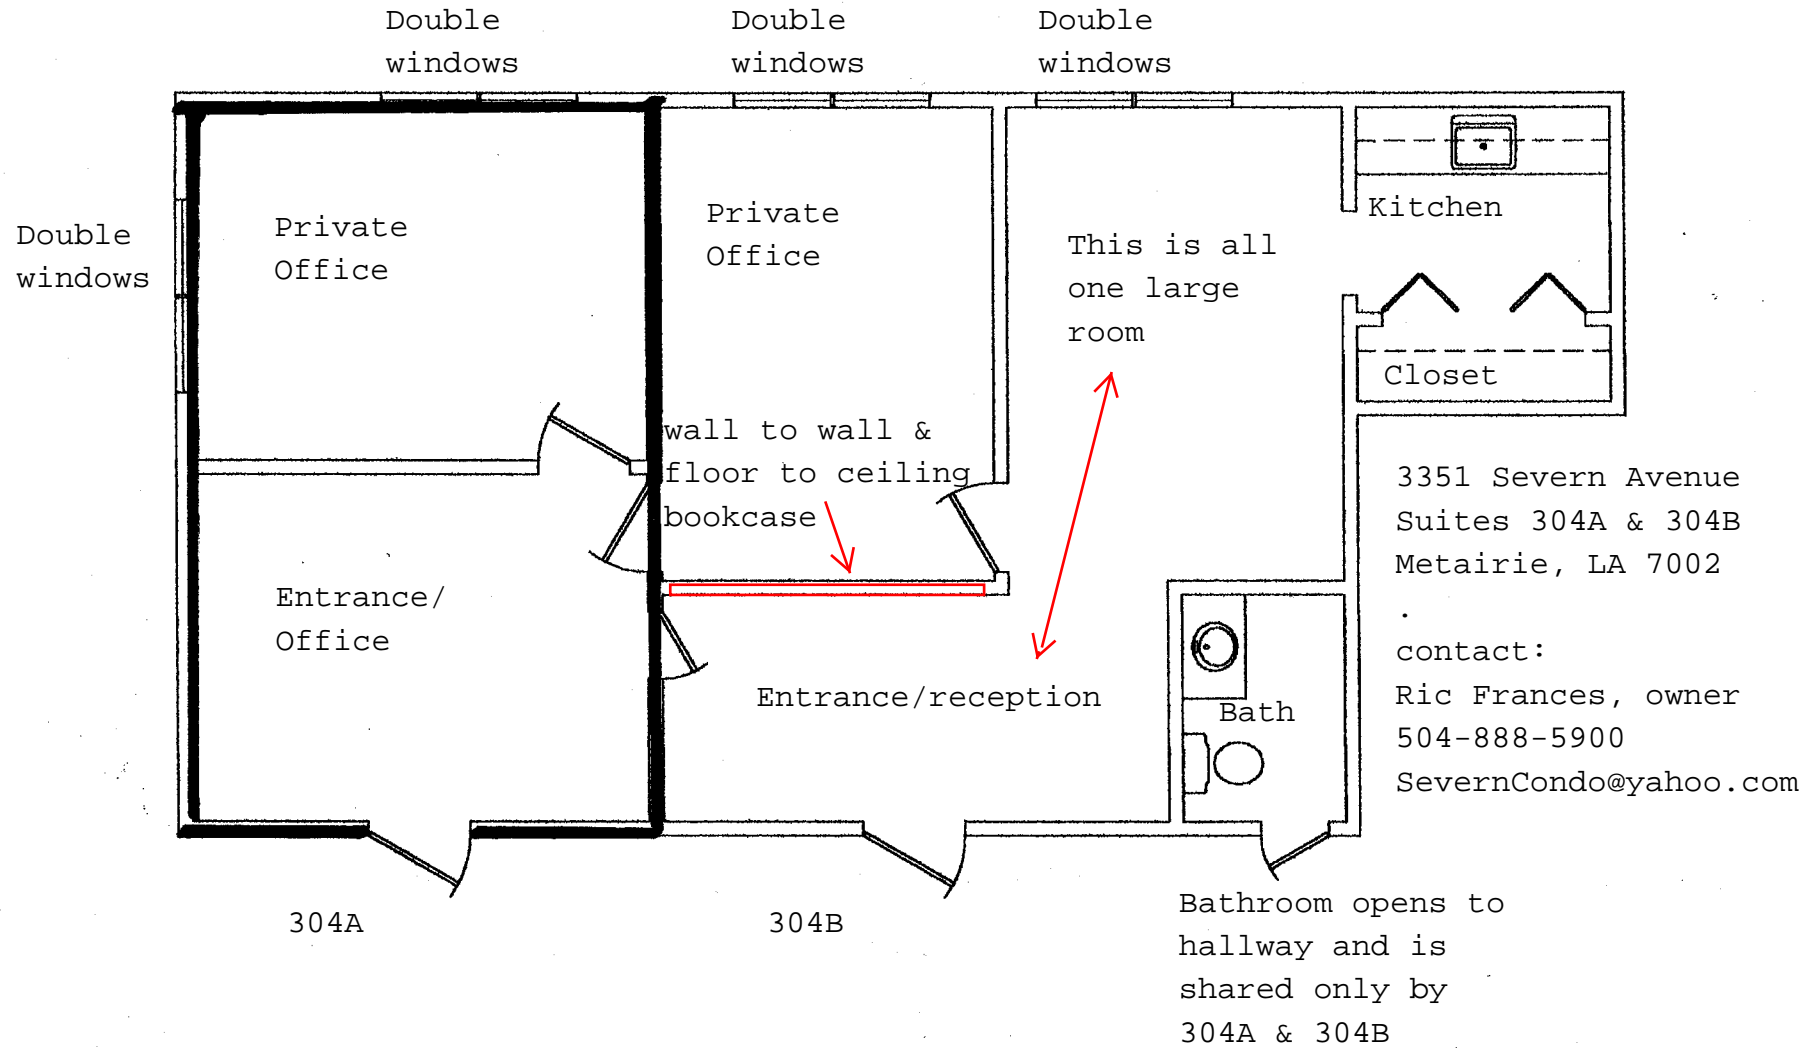 Double
windows
Double
windows
Double
windows
Double
windows
Private
Office
Private
Office
This is all
one large
room
Kitchen
Closet
wall to wall &
floor to ceiling
bookcase
Entrance/
Office
Entrance/reception
Bath
3351 Severn Avenue
Suites 304A & 304B
Metairie, LA 7002
.
contact:
Ric Frances, owner
504-888-5900
SevernCondo@yahoo.com
304A
304B
Bathroom opens to
hallway and is
shared only by
304A & 304B